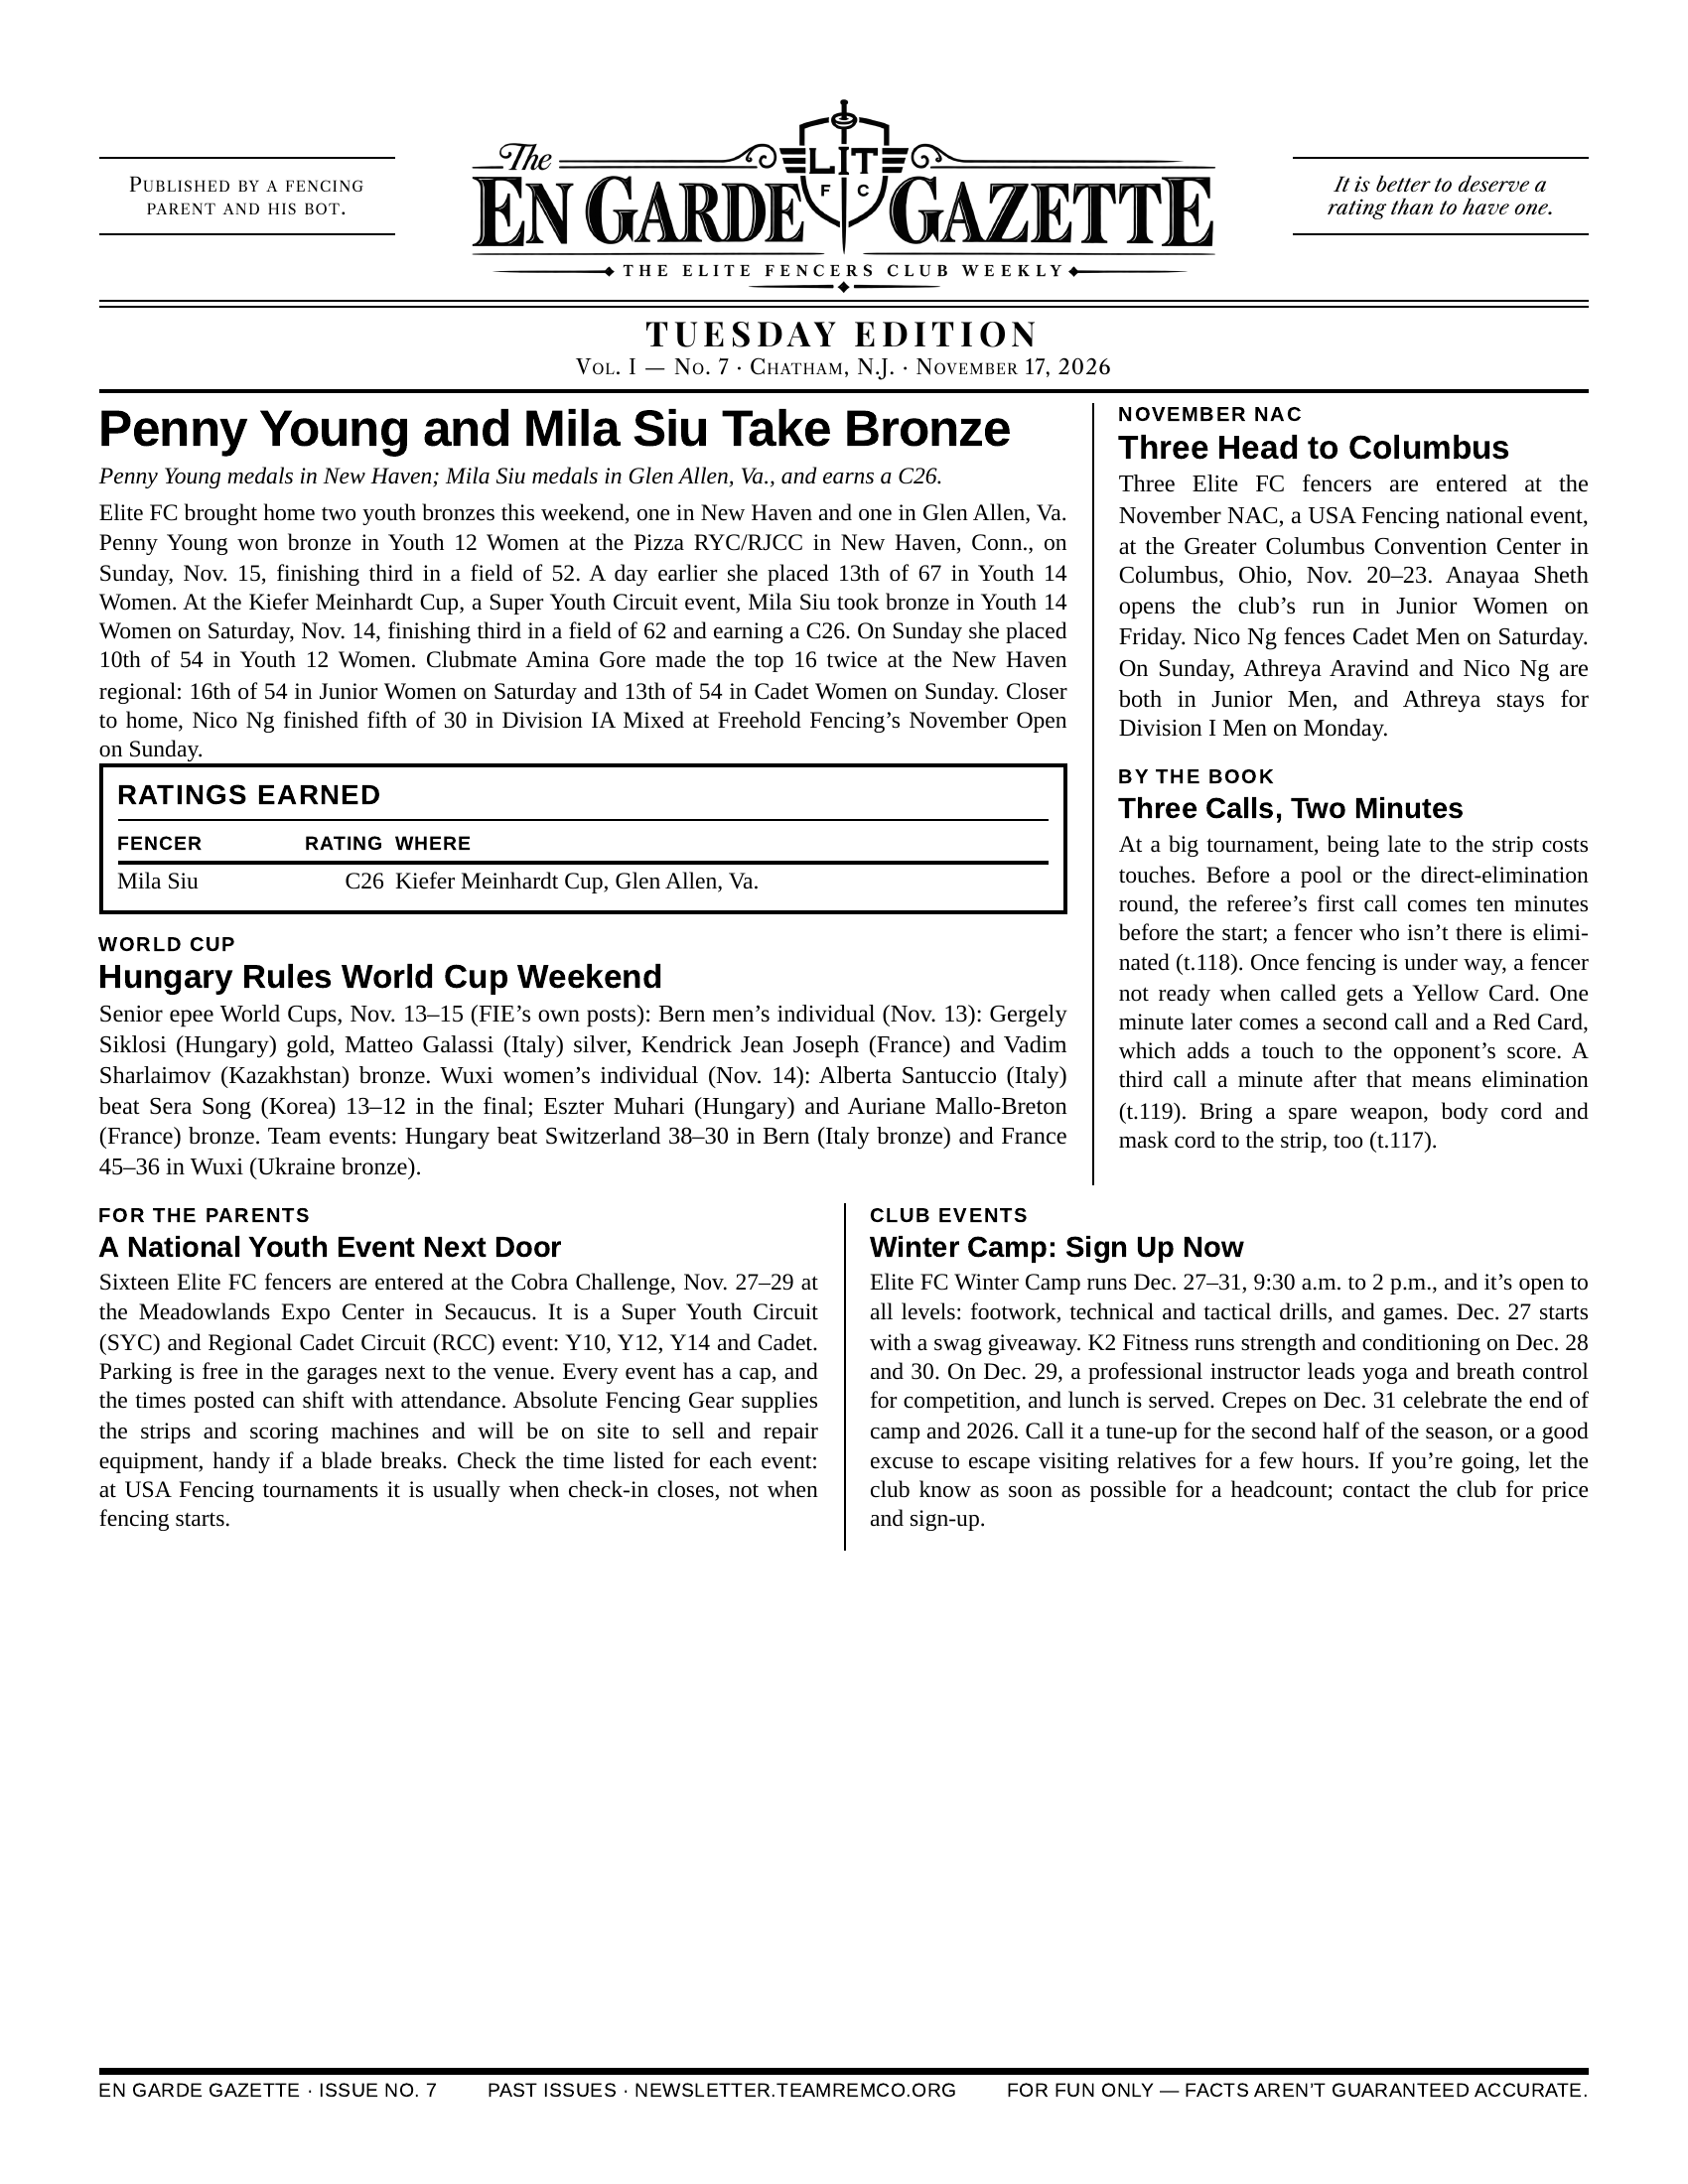 PUBLISHED BY A FENCING
PARENT AND HIS BOT.
The
EN GARDE GAZETTE
LIT
F C
THE ELITE FENCERS CLUB WEEKLY
It is better to deserve a
rating than to have one.
TUESDAY EDITION
VOL. I — NO. 7 · CHATHAM, N.J. · NOVEMBER 17, 2026
Penny Young and Mila Siu Take Bronze
Penny Young medals in New Haven; Mila Siu medals in Glen Allen, Va., and earns a C26.
Elite FC brought home two youth bronzes this weekend, one in New Haven and one in Glen Allen, Va.
Penny Young won bronze in Youth 12 Women at the Pizza RYC/RJCC in New Haven, Conn., on
Sunday, Nov. 15, finishing third in a field of 52. A day earlier she placed 13th of 67 in Youth 14
Women. At the Kiefer Meinhardt Cup, a Super Youth Circuit event, Mila Siu took bronze in Youth 14
Women on Saturday, Nov. 14, finishing third in a field of 62 and earning a C26. On Sunday she placed
10th of 54 in Youth 12 Women. Clubmate Amina Gore made the top 16 twice at the New Haven
regional: 16th of 54 in Junior Women on Saturday and 13th of 54 in Cadet Women on Sunday. Closer
to home, Nico Ng finished fifth of 30 in Division IA Mixed at Freehold Fencing’s November Open
on Sunday.
RATINGS EARNED
FENCER RATING WHERE
Mila Siu C26 Kiefer Meinhardt Cup, Glen Allen, Va.
WORLD CUP
Hungary Rules World Cup Weekend
Senior epee World Cups, Nov. 13–15 (FIE’s own posts): Bern men’s individual (Nov. 13): Gergely
Siklosi (Hungary) gold, Matteo Galassi (Italy) silver, Kendrick Jean Joseph (France) and Vadim
Sharlaimov (Kazakhstan) bronze. Wuxi women’s individual (Nov. 14): Alberta Santuccio (Italy)
beat Sera Song (Korea) 13–12 in the final; Eszter Muhari (Hungary) and Auriane Mallo-Breton
(France) bronze. Team events: Hungary beat Switzerland 38–30 in Bern (Italy bronze) and France
45–36 in Wuxi (Ukraine bronze).
NOVEMBER NAC
Three Head to Columbus
Three Elite FC fencers are entered at the
November NAC, a USA Fencing national event,
at the Greater Columbus Convention Center in
Columbus, Ohio, Nov. 20–23. Anayaa Sheth
opens the club’s run in Junior Women on
Friday. Nico Ng fences Cadet Men on Saturday.
On Sunday, Athreya Aravind and Nico Ng are
both in Junior Men, and Athreya stays for
Division I Men on Monday.
BY THE BOOK
Three Calls, Two Minutes
At a big tournament, being late to the strip costs
touches. Before a pool or the direct-elimination
round, the referee’s first call comes ten minutes
before the start; a fencer who isn’t there is elimi-
nated (t.118). Once fencing is under way, a fencer
not ready when called gets a Yellow Card. One
minute later comes a second call and a Red Card,
which adds a touch to the opponent’s score. A
third call a minute after that means elimination
(t.119). Bring a spare weapon, body cord and
mask cord to the strip, too (t.117).
FOR THE PARENTS
A National Youth Event Next Door
Sixteen Elite FC fencers are entered at the Cobra Challenge, Nov. 27–29 at
the Meadowlands Expo Center in Secaucus. It is a Super Youth Circuit
(SYC) and Regional Cadet Circuit (RCC) event: Y10, Y12, Y14 and Cadet.
Parking is free in the garages next to the venue. Every event has a cap, and
the times posted can shift with attendance. Absolute Fencing Gear supplies
the strips and scoring machines and will be on site to sell and repair
equipment, handy if a blade breaks. Check the time listed for each event:
at USA Fencing tournaments it is usually when check-in closes, not when
fencing starts.
CLUB EVENTS
Winter Camp: Sign Up Now
Elite FC Winter Camp runs Dec. 27–31, 9:30 a.m. to 2 p.m., and it’s open to
all levels: footwork, technical and tactical drills, and games. Dec. 27 starts
with a swag giveaway. K2 Fitness runs strength and conditioning on Dec. 28
and 30. On Dec. 29, a professional instructor leads yoga and breath control
for competition, and lunch is served. Crepes on Dec. 31 celebrate the end of
camp and 2026. Call it a tune-up for the second half of the season, or a good
excuse to escape visiting relatives for a few hours. If you’re going, let the
club know as soon as possible for a headcount; contact the club for price
and sign-up.
EN GARDE GAZETTE · ISSUE NO. 7
PAST ISSUES · NEWSLETTER.TEAMREMCO.ORG
FOR FUN ONLY — FACTS AREN’T GUARANTEED ACCURATE.